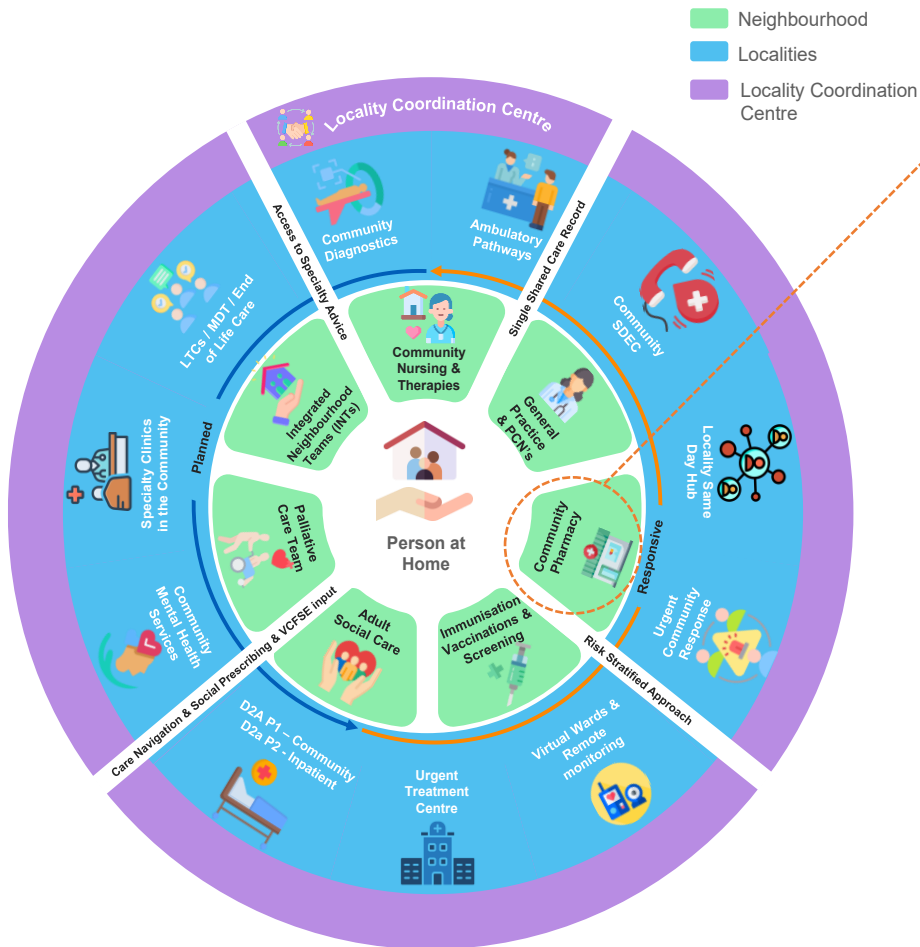 Neighbourhood
Localities
Locality Coordination
Centre
Locality Coordination Centre
Community
Diagnostics
Ambulatory
Pathways
Access to Specialty Advice
Single Shared Care Record
LTCs / MDT / End
of Life Care
Community
SDEC
Community
Nursing &
Therapies
Integrated
Neighbourhood
Teams (INTs)
General
Practice
& PCN's
Planned
Specialty Clinics
in the Community
Locality Same
Day Hub
Palliative
Care Team
Person at
Home
Community
Pharmacy
Responsive
Community
Mental Health
Services
Urgent
Community
Response
Adult
Social Care
Immunisation
Vaccinations &
Screening
Care Navigation & Social Prescribing & VCFSE input
Risk Stratified Approach
D2A P1 – Community
D2a P2 - Inpatient
Urgent
Treatment
Centre
Virtual Wards &
Remote
monitoring